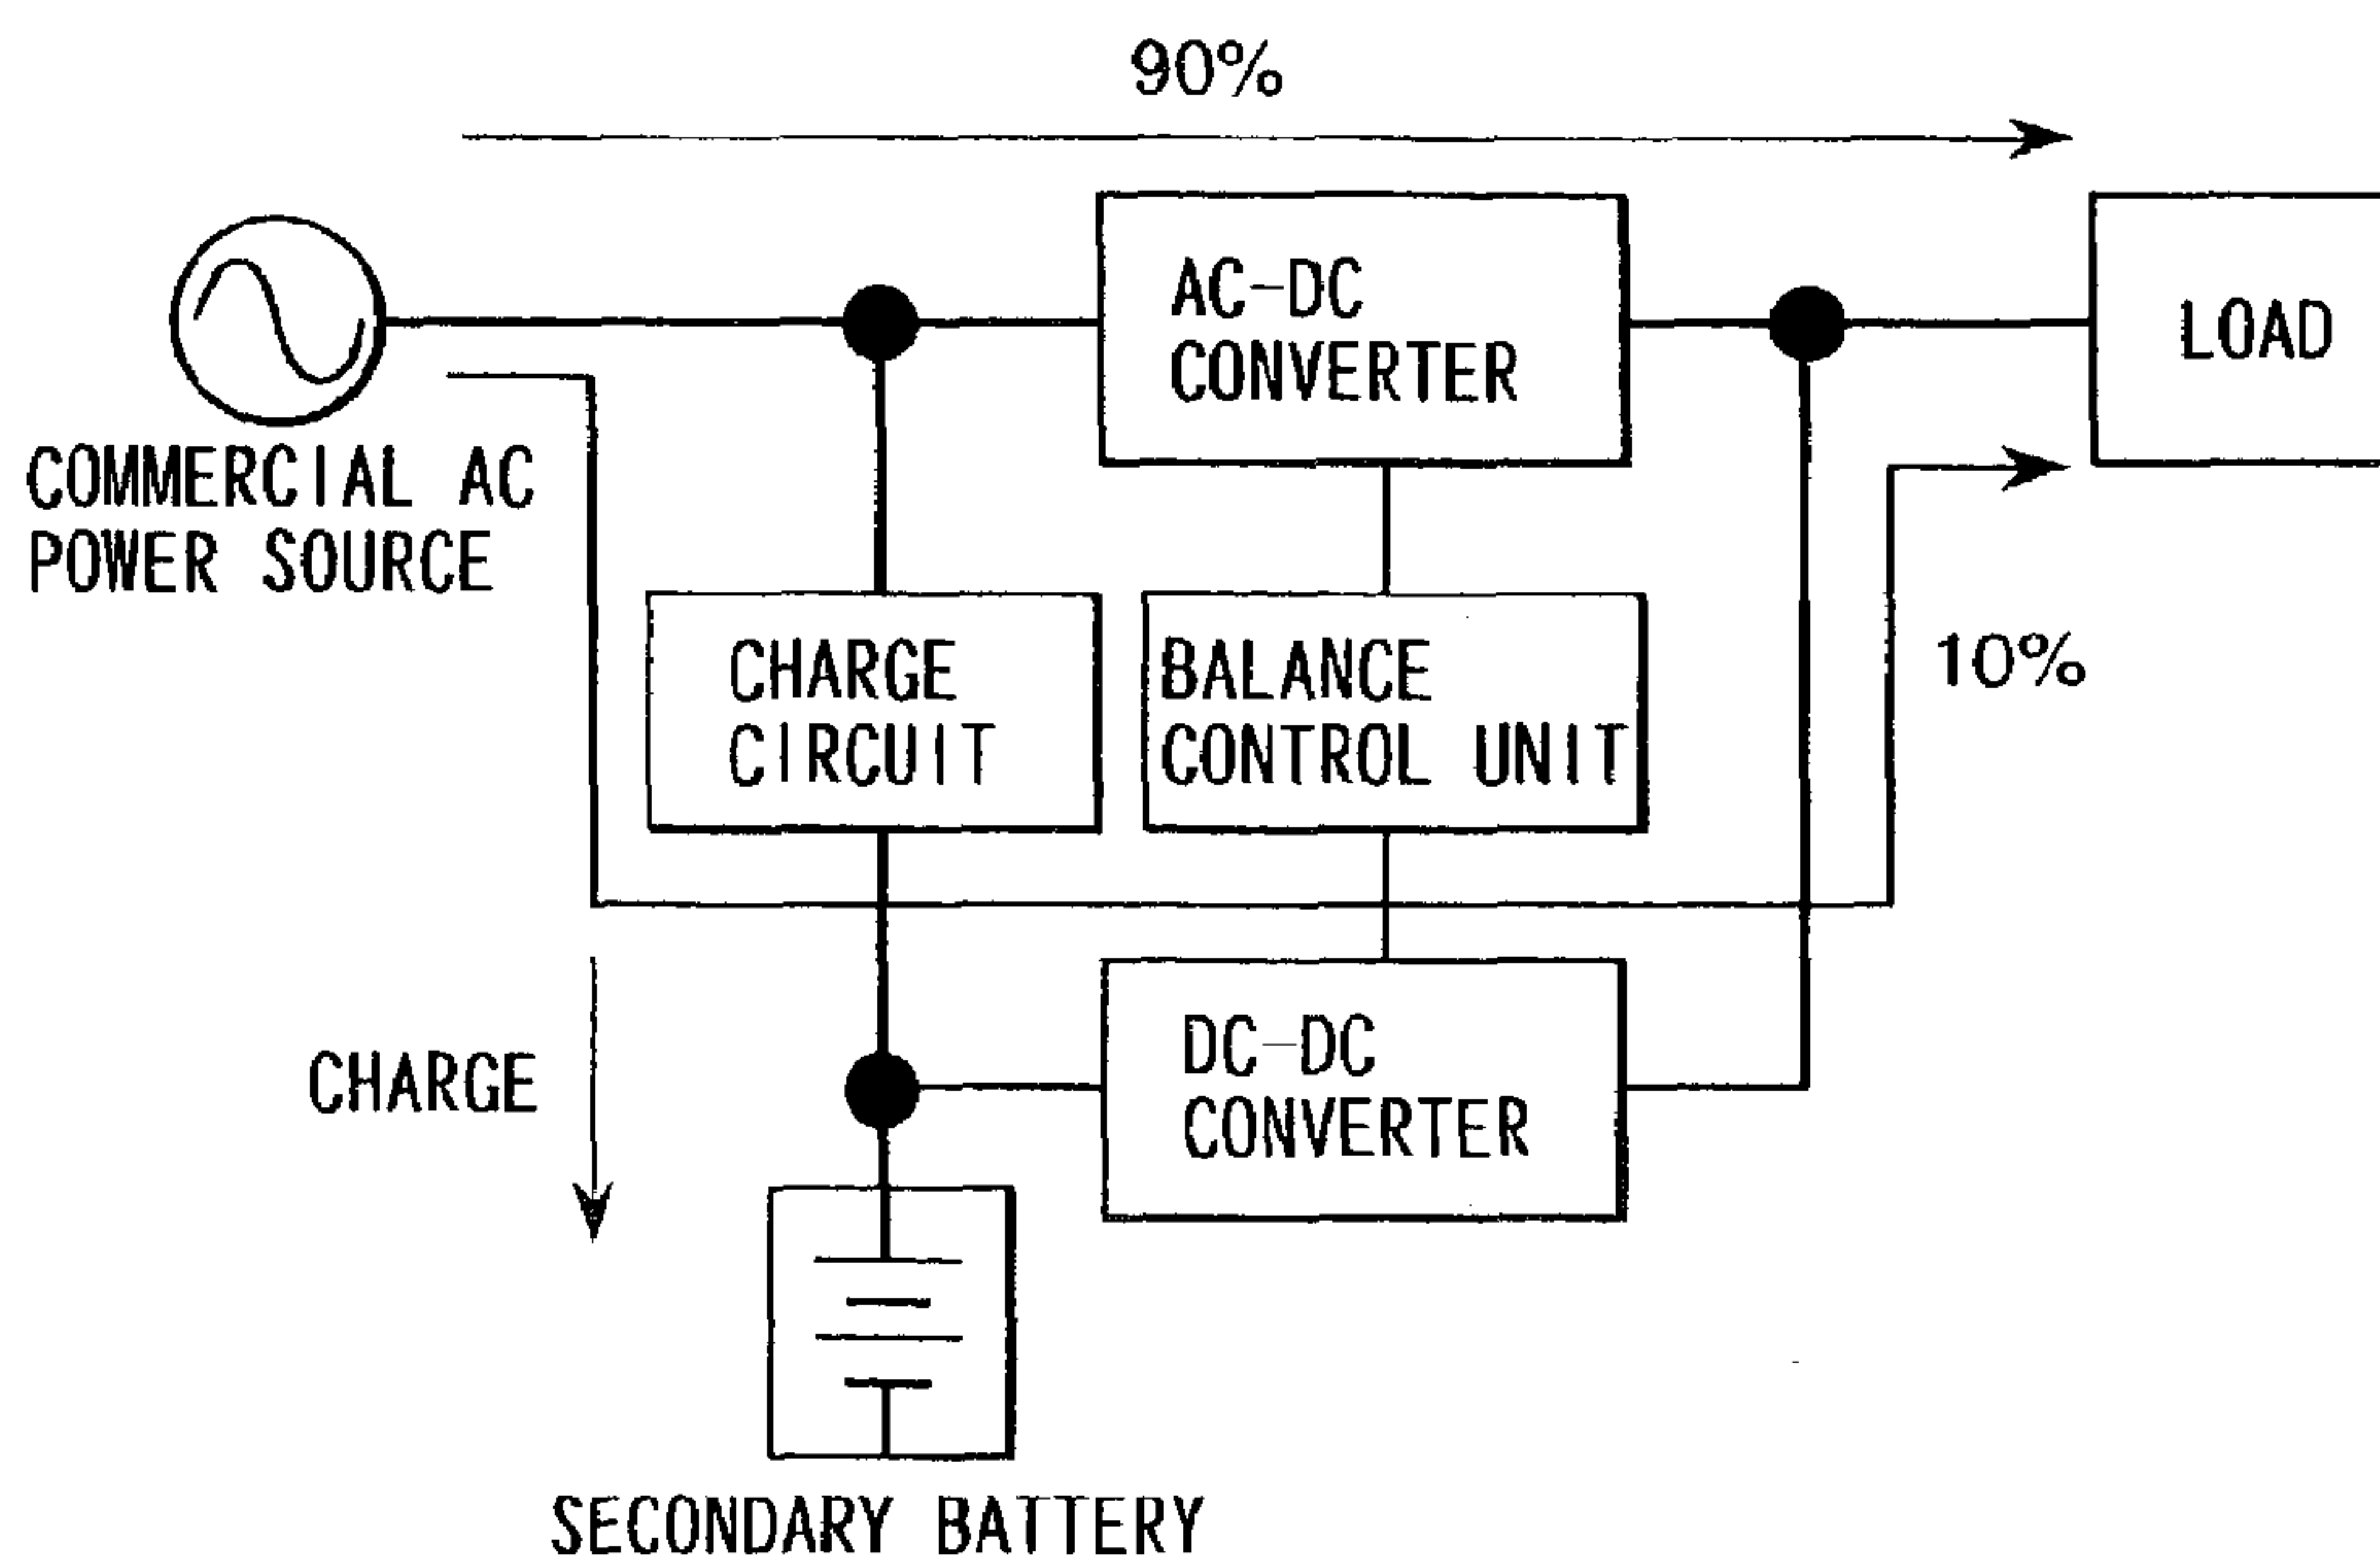 90%
AC-DC
CONVERTER
LOAD
COMMERCIAL AC
POWER SOURCE
CHARGE
CIRCUIT
BALANCE
CONTROL UNIT
10%
CHARGE
DC-DC
CONVERTER
SECONDARY BATTERY